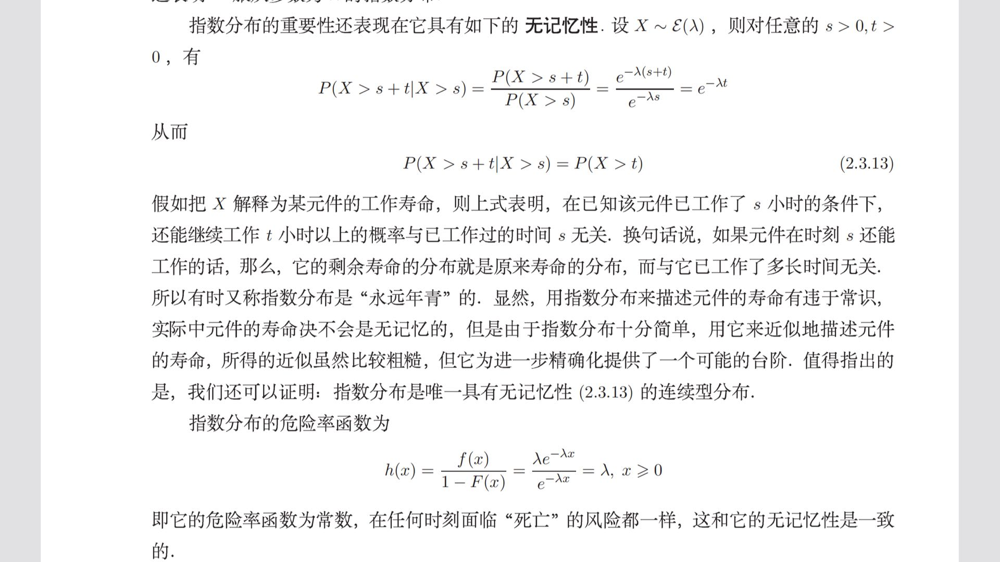 指数分布的重要性还表现在它具有如下的 无记忆性. 设 X ∼ ℰ(λ) ，则对任意的 s > 0, t >
0 ，有
P(X > s + t|X > s) = P(X > s + t) / P(X > s) = e^{−λ(s+t)} / e^{−λs} = e^{−λt}
从而
P(X > s + t|X > s) = P(X > t) (2.3.13)
假如把 X 解释为某元件的工作寿命，则上式表明，在已知该元件已工作了 s 小时的条件下，
还能继续工作 t 小时以上的概率与已工作过的时间 s 无关. 换句话说，如果元件在时刻 s 还能
工作的话，那么，它的剩余寿命的分布就是原来寿命的分布，而与它已工作了多长时间无关.
所以有时又称指数分布是“永远年青”的. 显然，用指数分布来描述元件的寿命有违于常识，
实际中元件的寿命决不会是无记忆的，但是由于指数分布十分简单，用它来近似地描述元件
的寿命，所得的近似虽然比较粗糙，但它为进一步精确化提供了一个可能的台阶. 值得指出的
是，我们还可以证明：指数分布是唯一具有无记忆性 (2.3.13) 的连续型分布.
指数分布的危险率函数为
h(x) = f(x) / 1 − F(x) = λe^{−λx} / e^{−λx} = λ, x ⩾ 0
即它的危险率函数为常数，在任何时刻面临“死亡”的风险都一样，这和它的无记忆性是一致
的.